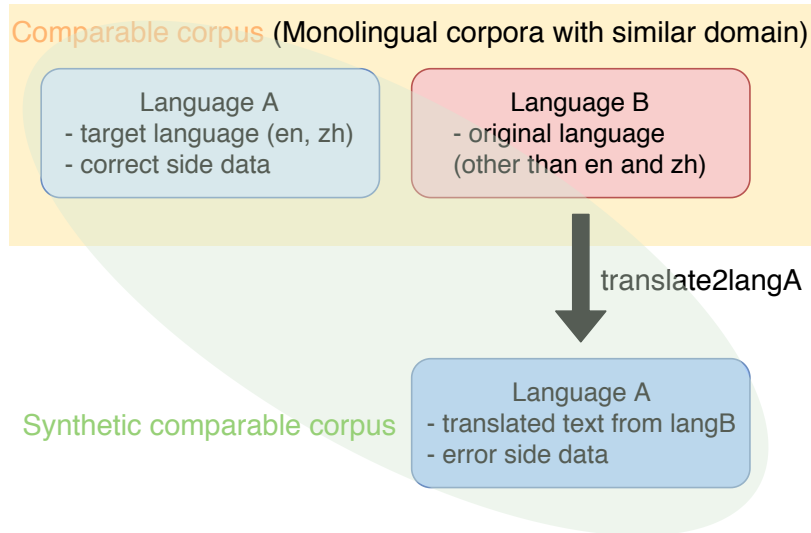 Comparable corpus (Monolingual corpora with similar domain)
Language A
- target language (en, zh)
- correct side data
Language B
- original language
(other than en and zh)
translate2langA
Synthetic comparable corpus
Language A
- translated text from langB
- error side data